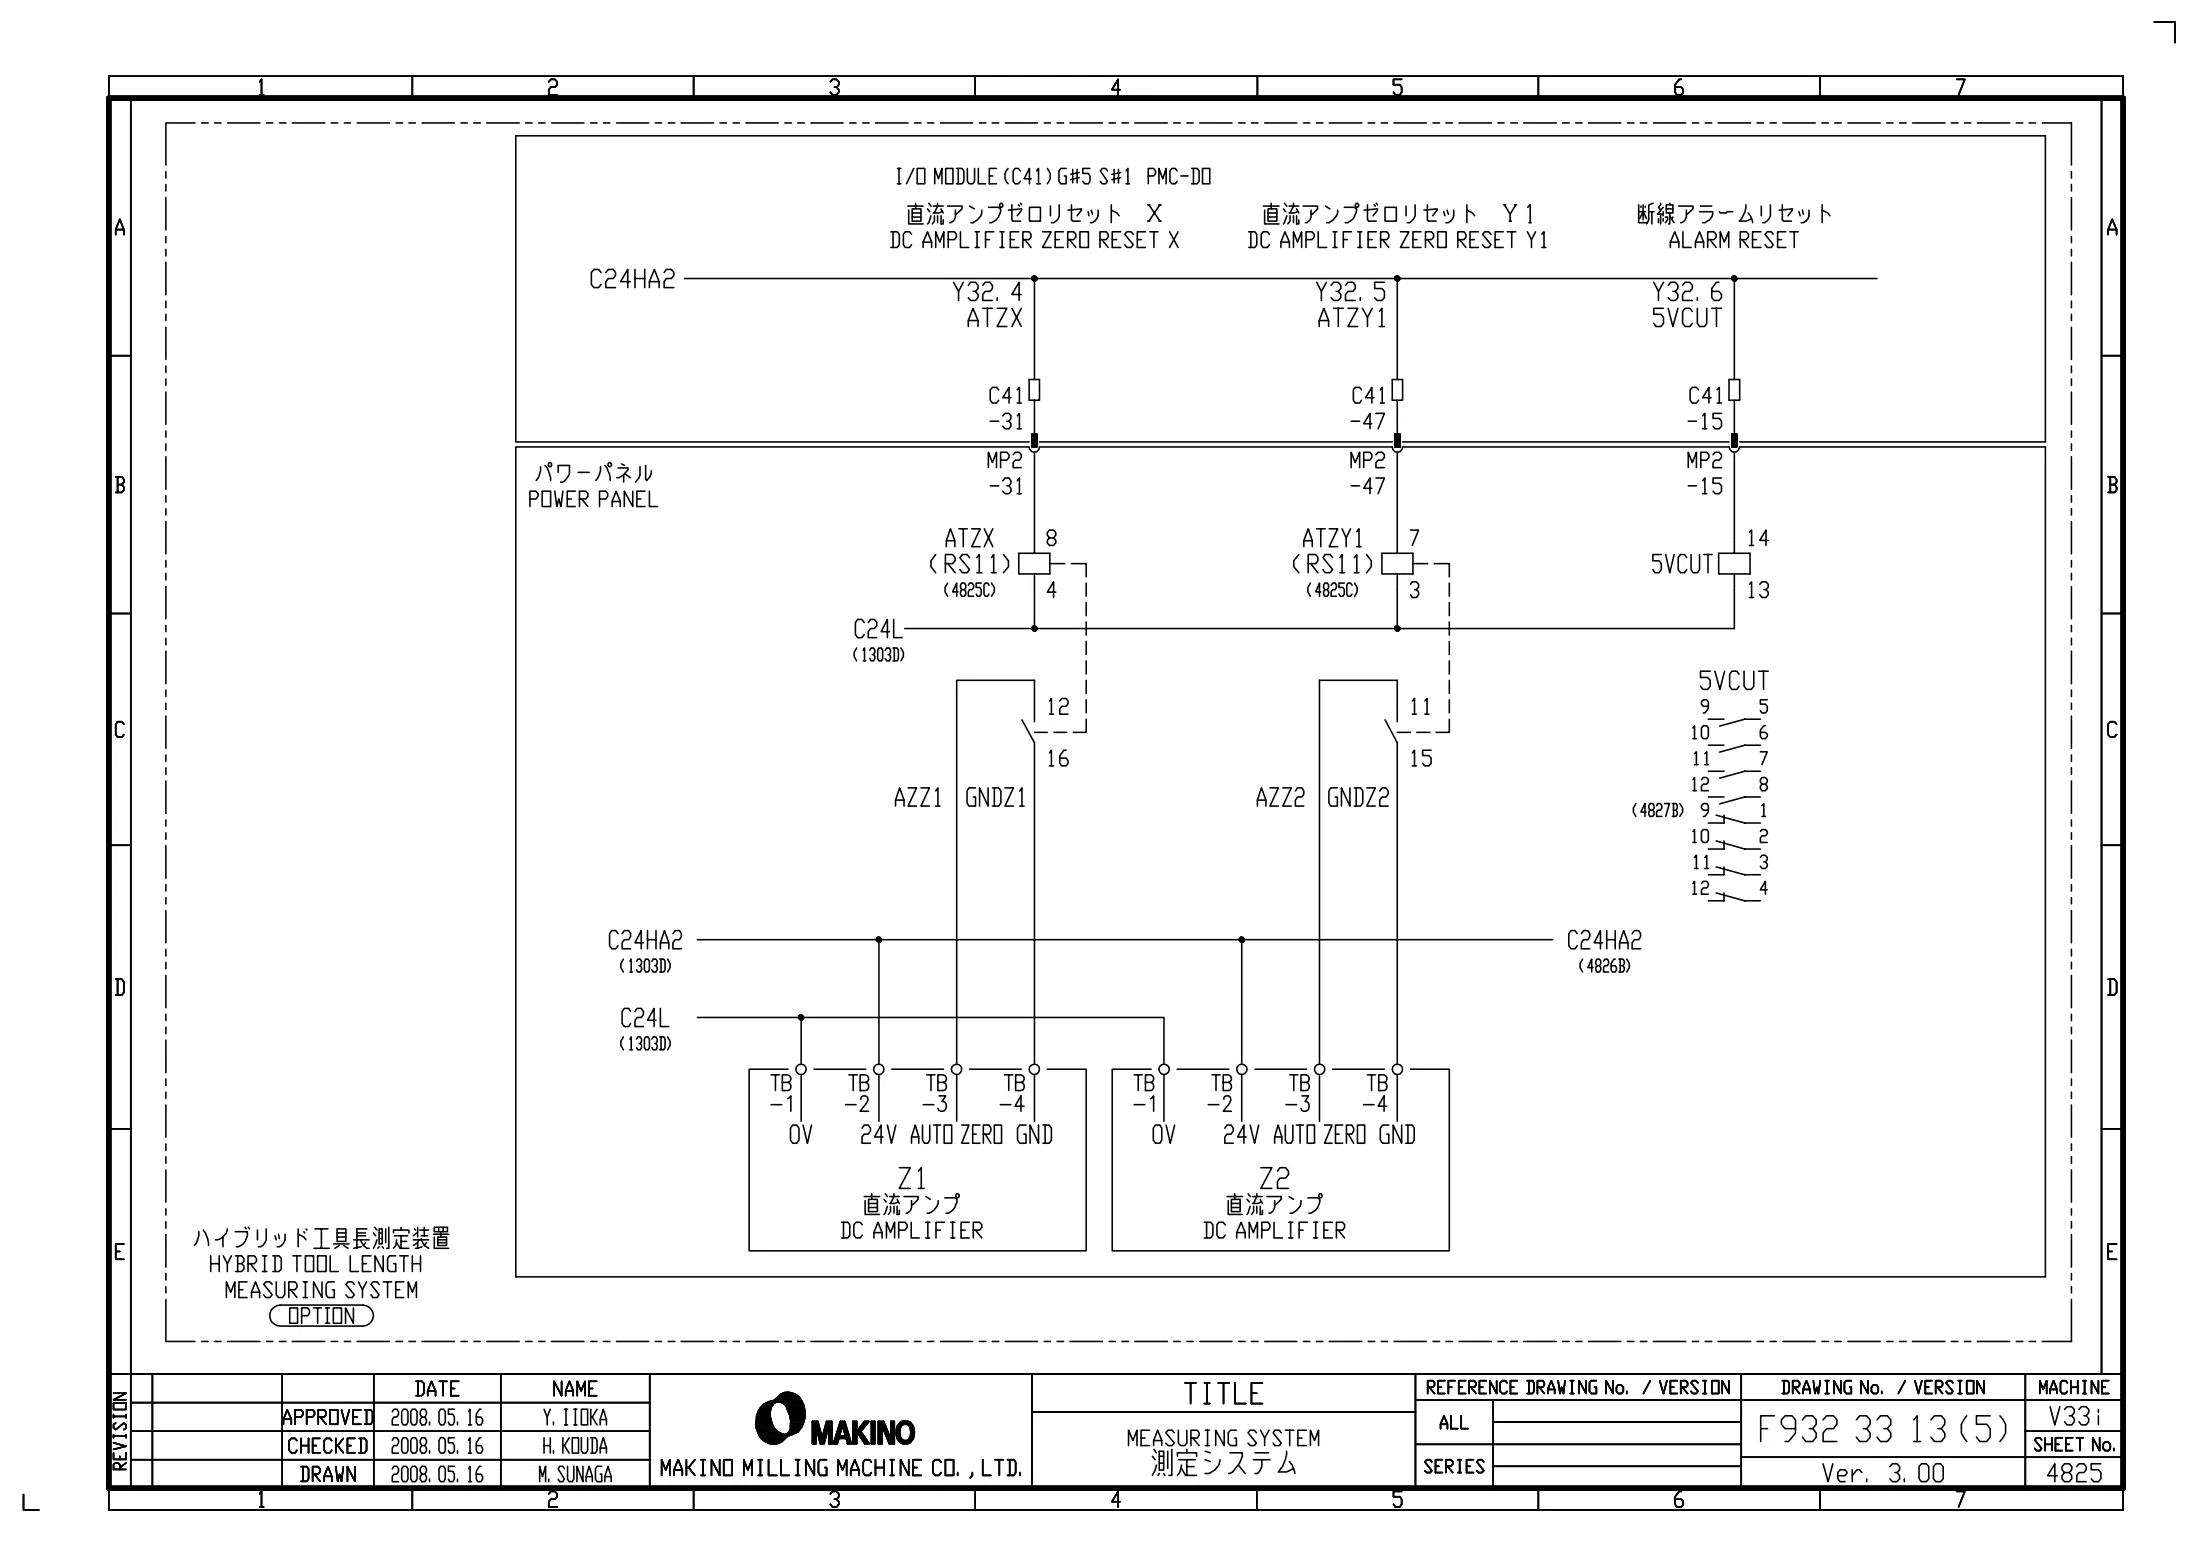 1 2 3 4 5 6 7
I/O MODULE (C41) G#5 S#1 PMC-DO
直流アンプゼロリセット X
DC AMPLIFIER ZERO RESET X
直流アンプゼロリセット Y1
DC AMPLIFIER ZERO RESET Y1
断線アラームリセット
ALARM RESET
A A
C24HA2
Y32.4
ATZX
Y32.5
ATZY1
Y32.6
5VCUT
C41
-31
C41
-47
C41
-15
パワーパネル
POWER PANEL
MP2
-31
MP2
-47
MP2
-15
B B
ATZX
(RS11)
(4825C)
8
4
ATZY1
(RS11)
(4825C)
7
3
5VCUT
14
13
C24L
(1303D)
12
16
11
15
C C
AZZ1 GNDZ1
AZZ2 GNDZ2
5VCUT
9 5
10 6
11 7
12 8
(4827B) 9 1
10 2
11 3
12 4
C24HA2
(1303D)
C24HA2
(4826B)
D D
C24L
(1303D)
TB
-1
TB
-2
TB
-3
TB
-4
0V 24V AUTO ZERO GND
Z1
直流アンプ
DC AMPLIFIER
TB
-1
TB
-2
TB
-3
TB
-4
0V 24V AUTO ZERO GND
Z2
直流アンプ
DC AMPLIFIER
E E
ハイブリッド工具長測定装置
HYBRID TOOL LENGTH
MEASURING SYSTEM
OPTION
REVISION
DATE NAME
APPROVED 2008.05.16 Y. IIOKA
CHECKED 2008.05.16 H. KOUDA
DRAWN 2008.05.16 M. SUNAGA
MAKINO
MAKINO MILLING MACHINE CO.,LTD.
TITLE
MEASURING SYSTEM
測定システム
REFERENCE DRAWING No. / VERSION
ALL
SERIES
DRAWING No. / VERSION
F932 33 13(5)
Ver. 3.00
MACHINE
V33i
SHEET No.
4825
1 2 3 4 5 6 7